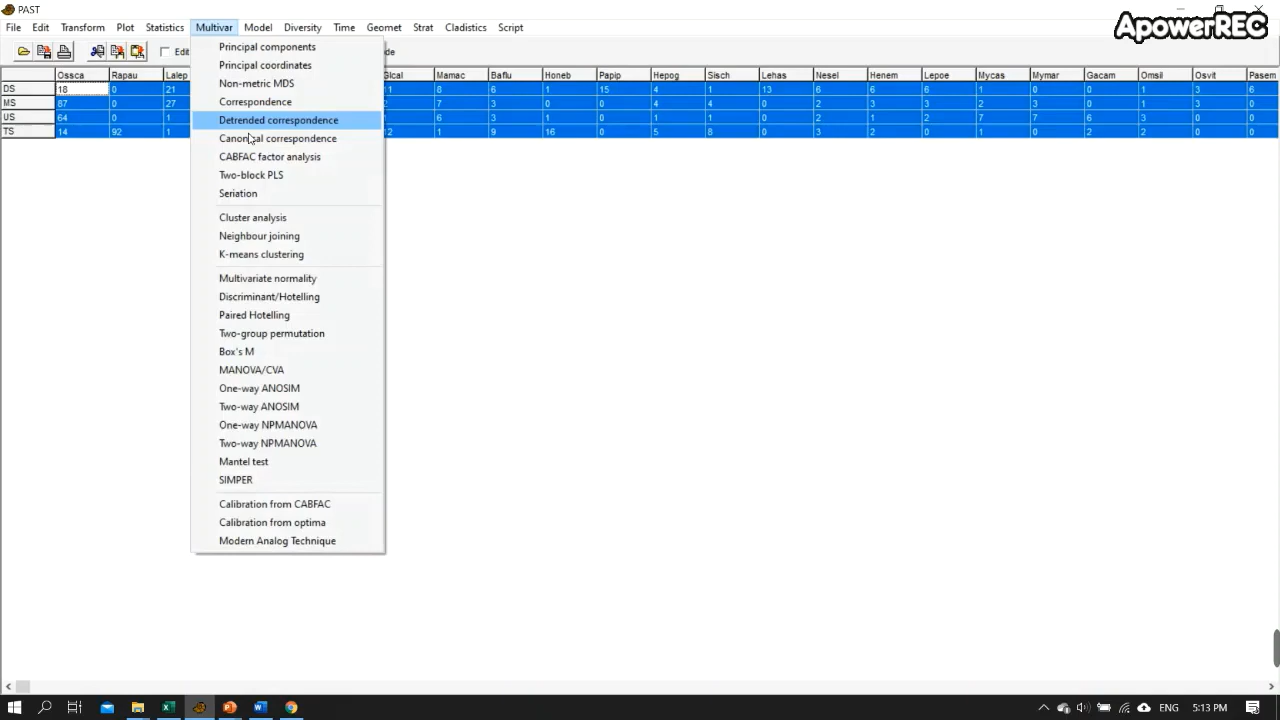 PAST
ApowerREC
File Edit Transform Plot Statistics Multivar Model Diversity Time Geomet Strat Cladistics Script
Edit
de
Principal components
Principal coordinates
Non-metric MDS
Correspondence
Detrended correspondence
Canonical correspondence
CABFAC factor analysis
Two-block PLS
Seriation
Cluster analysis
Neighbour joining
K-means clustering
Multivariate normality
Discriminant/Hotelling
Paired Hotelling
Two-group permutation
Box's M
MANOVA/CVA
One-way ANOSIM
Two-way ANOSIM
One-way NPMANOVA
Two-way NPMANOVA
Mantel test
SIMPER
Calibration from CABFAC
Calibration from optima
Modern Analog Technique
Ossca Rapau Lalep Glcal Mamac Baflu Honeb Papip Hepog Sisch Lehas Nesel Henem Lepoe Mycas Mymar Gacam Omsil Osvit Pasem
DS 18 0 21 11 8 6 1 15 4 1 13 6 6 1 6 0 0 1 3 6
MS 87 0 27 2 7 3 0 0 4 4 0 2 3 3 2 3 0 1 0 0
US 64 0 1 1 6 3 1 0 0 0 0 2 1 2 7 7 6 3 0 0
TS 14 92 1 12 1 9 16 0 5 8 0 3 2 0 1 0 2 2 0 0
ENG 5:13 PM